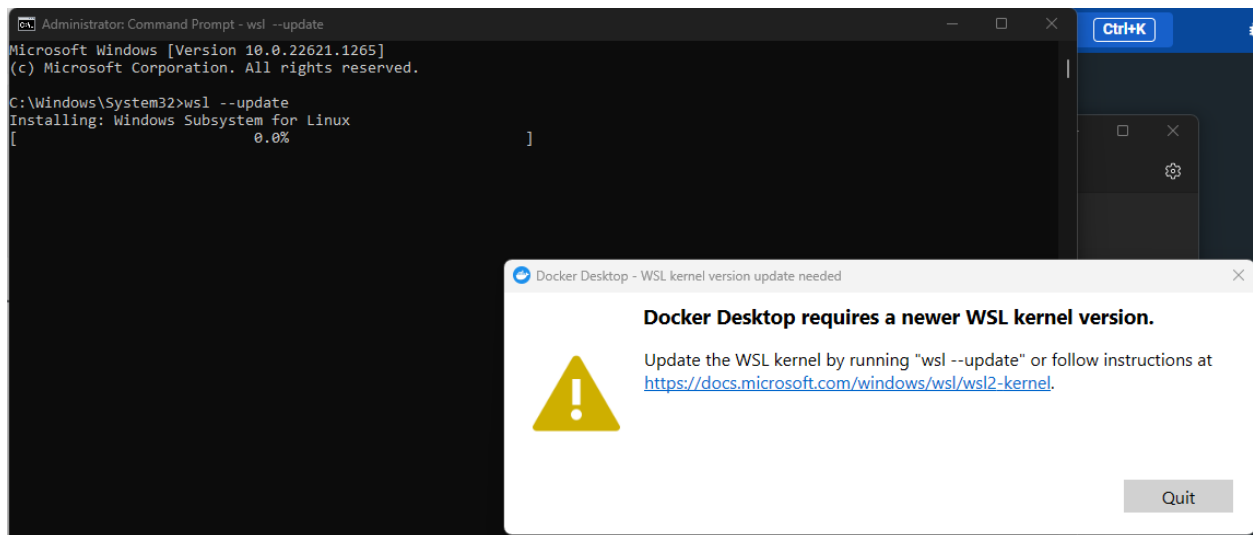 Administrator: Command Prompt - wsl  --update
Ctrl+K
Microsoft Windows [Version 10.0.22621.1265]
(c) Microsoft Corporation. All rights reserved.
C:\Windows\System32>wsl --update
Installing: Windows Subsystem for Linux
[                           0.0%                           ]
Docker Desktop - WSL kernel version update needed
Docker Desktop requires a newer WSL kernel version.
Update the WSL kernel by running "wsl --update" or follow instructions at
https://docs.microsoft.com/windows/wsl/wsl2-kernel.
Quit